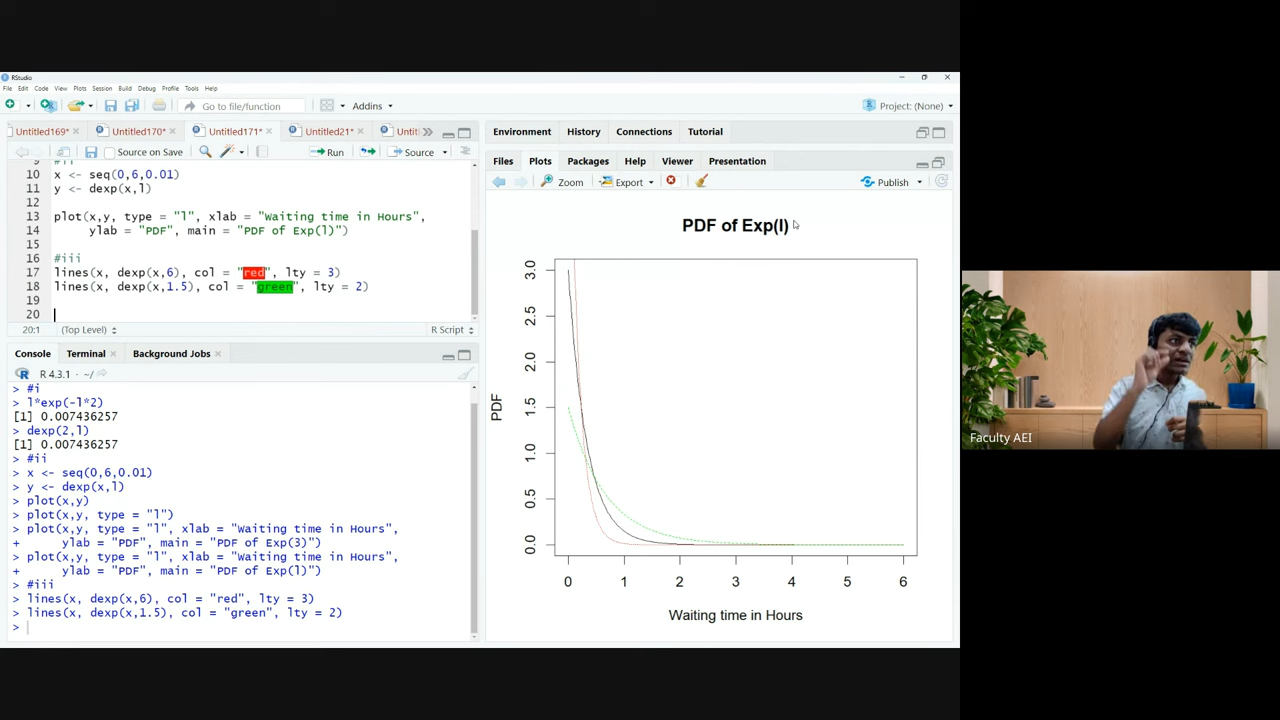 RStudio
File Edit Code View Plots Session Build Debug Profile Tools Help
Go to file/function Addins Project: (None)
Untitled169* Untitled170* Untitled171* Untitled21* Untitl
Source on Save Run Source
10 x <- seq(0,6,0.01)
11 y <- dexp(x,l)
12
13 plot(x,y, type = "l", xlab = "Waiting time in Hours",
14 ylab = "PDF", main = "PDF of Exp(l)")
15
16 #iii
17 lines(x, dexp(x,6), col = "red", lty = 3)
18 lines(x, dexp(x,1.5), col = "green", lty = 2)
19
20
20:1 (Top Level) R Script
Console Terminal Background Jobs
R 4.3.1 · ~/
> #i
> l*exp(-l*2)
[1] 0.007436257
> dexp(2,l)
[1] 0.007436257
> #ii
> x <- seq(0,6,0.01)
> y <- dexp(x,l)
> plot(x,y)
> plot(x,y, type = "l")
> plot(x,y, type = "l", xlab = "Waiting time in Hours",
+ ylab = "PDF", main = "PDF of Exp(3)")
> plot(x,y, type = "l", xlab = "Waiting time in Hours",
+ ylab = "PDF", main = "PDF of Exp(l)")
> #iii
> lines(x, dexp(x,6), col = "red", lty = 3)
> lines(x, dexp(x,1.5), col = "green", lty = 2)
>
Environment History Connections Tutorial
Files Plots Packages Help Viewer Presentation
Zoom Export Publish
PDF of Exp(l)
3.0
2.5
2.0
1.5
1.0
0.5
0.0
PDF
0 1 2 3 4 5 6
Waiting time in Hours
Faculty AEI